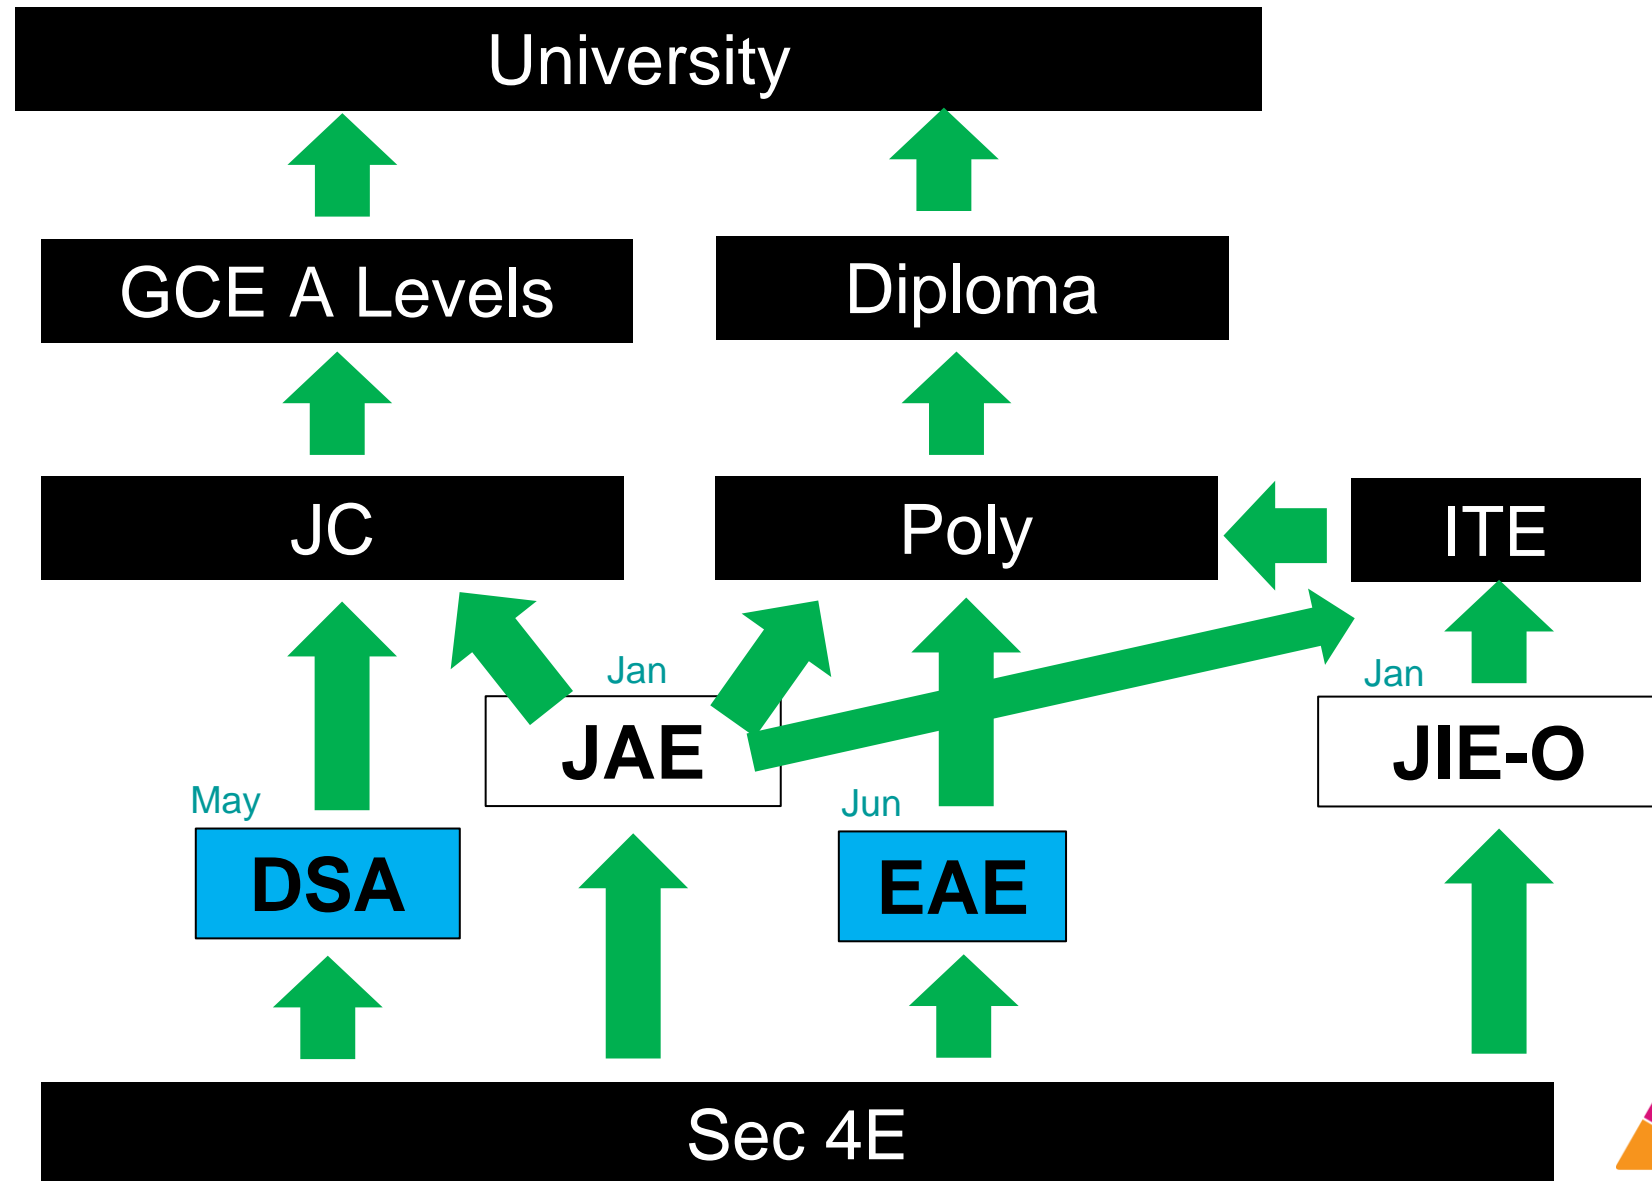 University
GCE A Levels
Diploma
JC
Poly
ITE
Jan
Jan
JAE
JIE-O
May
Jun
DSA
EAE
Sec 4E